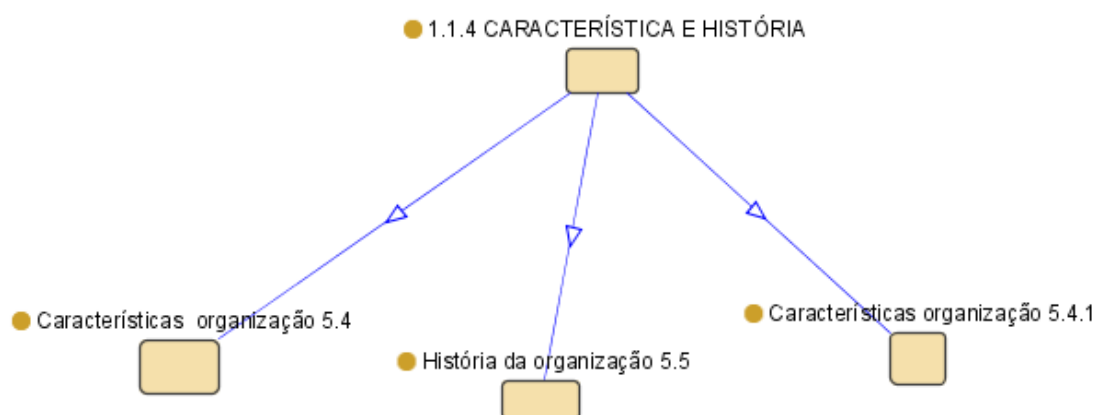 1.1.4 CARACTERÍSTICA E HISTÓRIA
Características organização 5.4
Características organização 5.4.1
História da organização 5.5